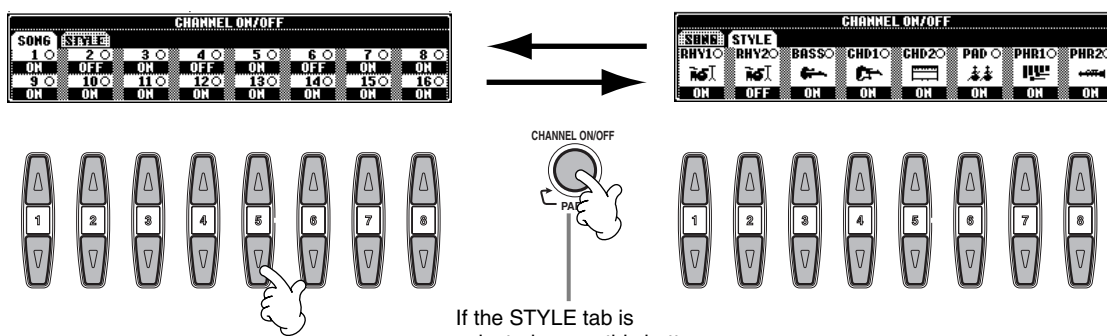 CHANNEL ON/OFF
SONG STYLE
1 2 3 4 5 6 7 8
ON OFF ON OFF ON OFF ON ON
9 10 11 12 13 14 15 16
ON ON ON ON ON ON ON ON
CHANNEL ON/OFF
SONG STYLE
RHY1 RHY2 BASS CHD1 CHD2 PAD PHR1 PHR2
ON OFF ON ON ON ON ON ON
CHANNEL ON/OFF
1 2 3 4 5 6 7 8
1 2 3 4 5 6 7 8
If the STYLE tab is